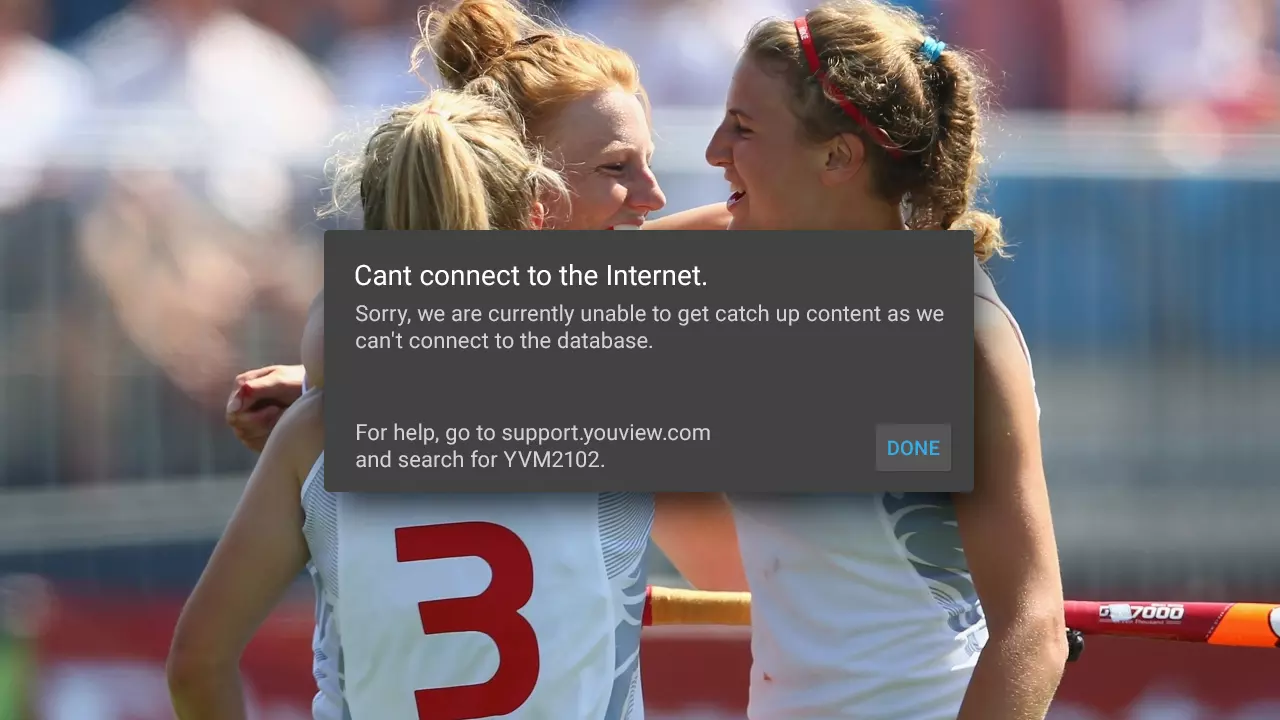 Cant connect to the Internet.
Sorry, we are currently unable to get catch up content as we
can't connect to the database.
For help, go to support.youview.com
and search for YVM2102.
DONE
3
7000